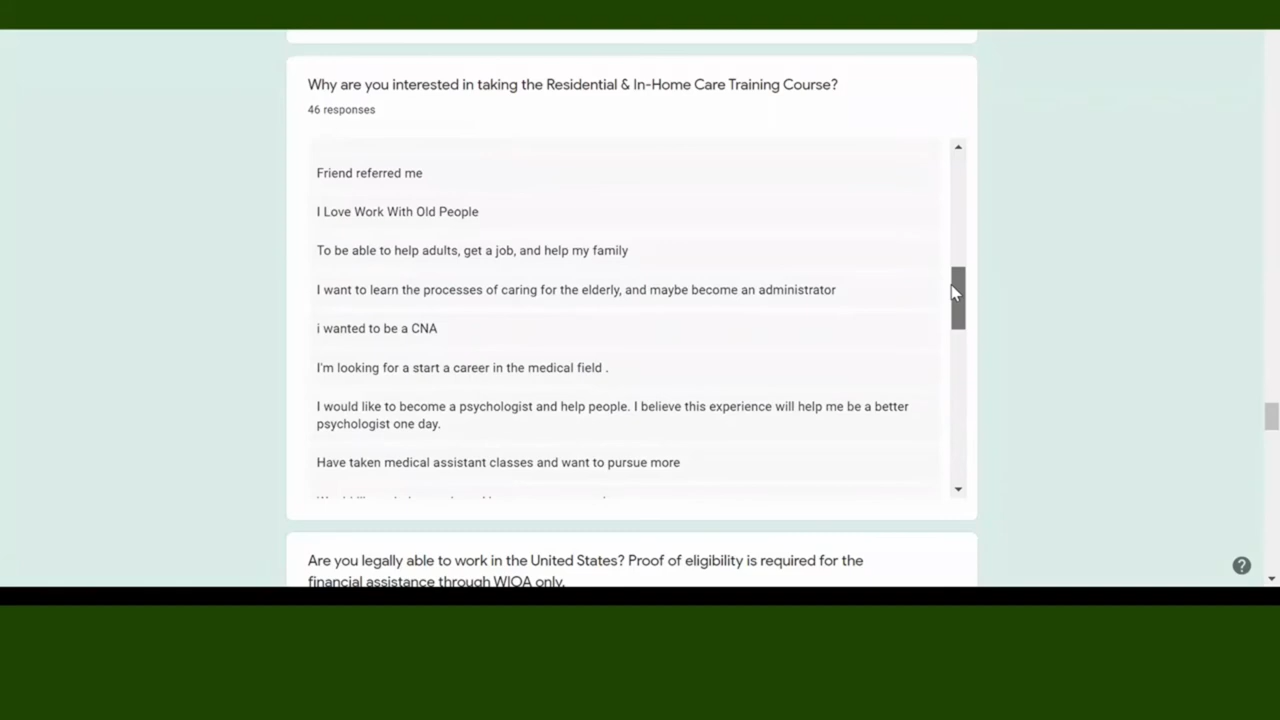 Why are you interested in taking the Residential & In-Home Care Training Course?
46 responses
Friend referred me
I Love Work With Old People
To be able to help adults, get a job, and help my family
I want to learn the processes of caring for the elderly, and maybe become an administrator
i wanted to be a CNA
I'm looking for a start a career in the medical field .
I would like to become a psychologist and help people. I believe this experience will help me be a better
psychologist one day.
Have taken medical assistant classes and want to pursue more
Are you legally able to work in the United States? Proof of eligibility is required for the
financial assistance through WIOA only.